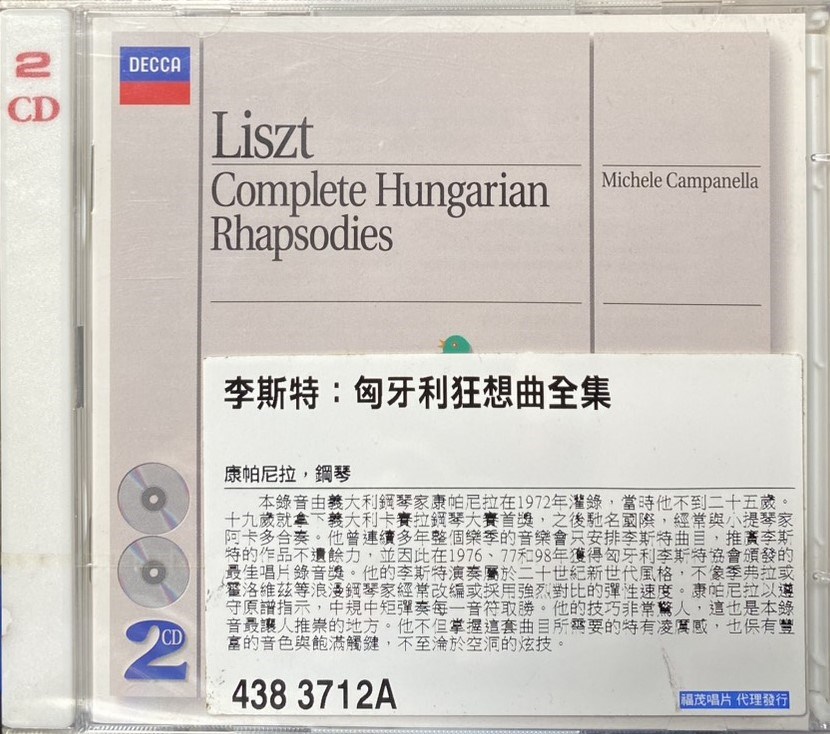 2
CD
DECCA
Liszt
Complete Hungarian
Rhapsodies
Michele Campanella
李斯特：匈牙利狂想曲全集
康帕尼拉，鋼琴
本錄音由義大利鋼琴家康帕尼拉在1972年灌錄，當時他不到二十五歲。
十九歲就拿下義大利卡賽拉鋼琴大賽首獎，之後馳名國際，經常與小提琴家
阿卡多合奏。他曾連續多年整個樂季的音樂會只安排李斯特曲目，推廣李斯
特的作品不遺餘力，並因此在1976、77和98年獲得匈牙利李斯特協會頒發的
最佳唱片錄音獎。他的李斯特演奏屬於二十世紀新世代風格，不像季弗拉或
霍洛維茲等浪漫鋼琴家經常改編或採用強烈對比的彈性速度。康帕尼拉以遵
守原譜指示，中規中矩彈奏每一音符取勝。他的技巧非常驚人，這也是本錄
音最讓人推崇的地方。他不但掌握這套曲目所需要的特有凌厲感，也保有豐
富的音色與飽滿觸鍵，不至淪於空洞的炫技。
2
CD
438 3712A
福茂唱片 代理發行